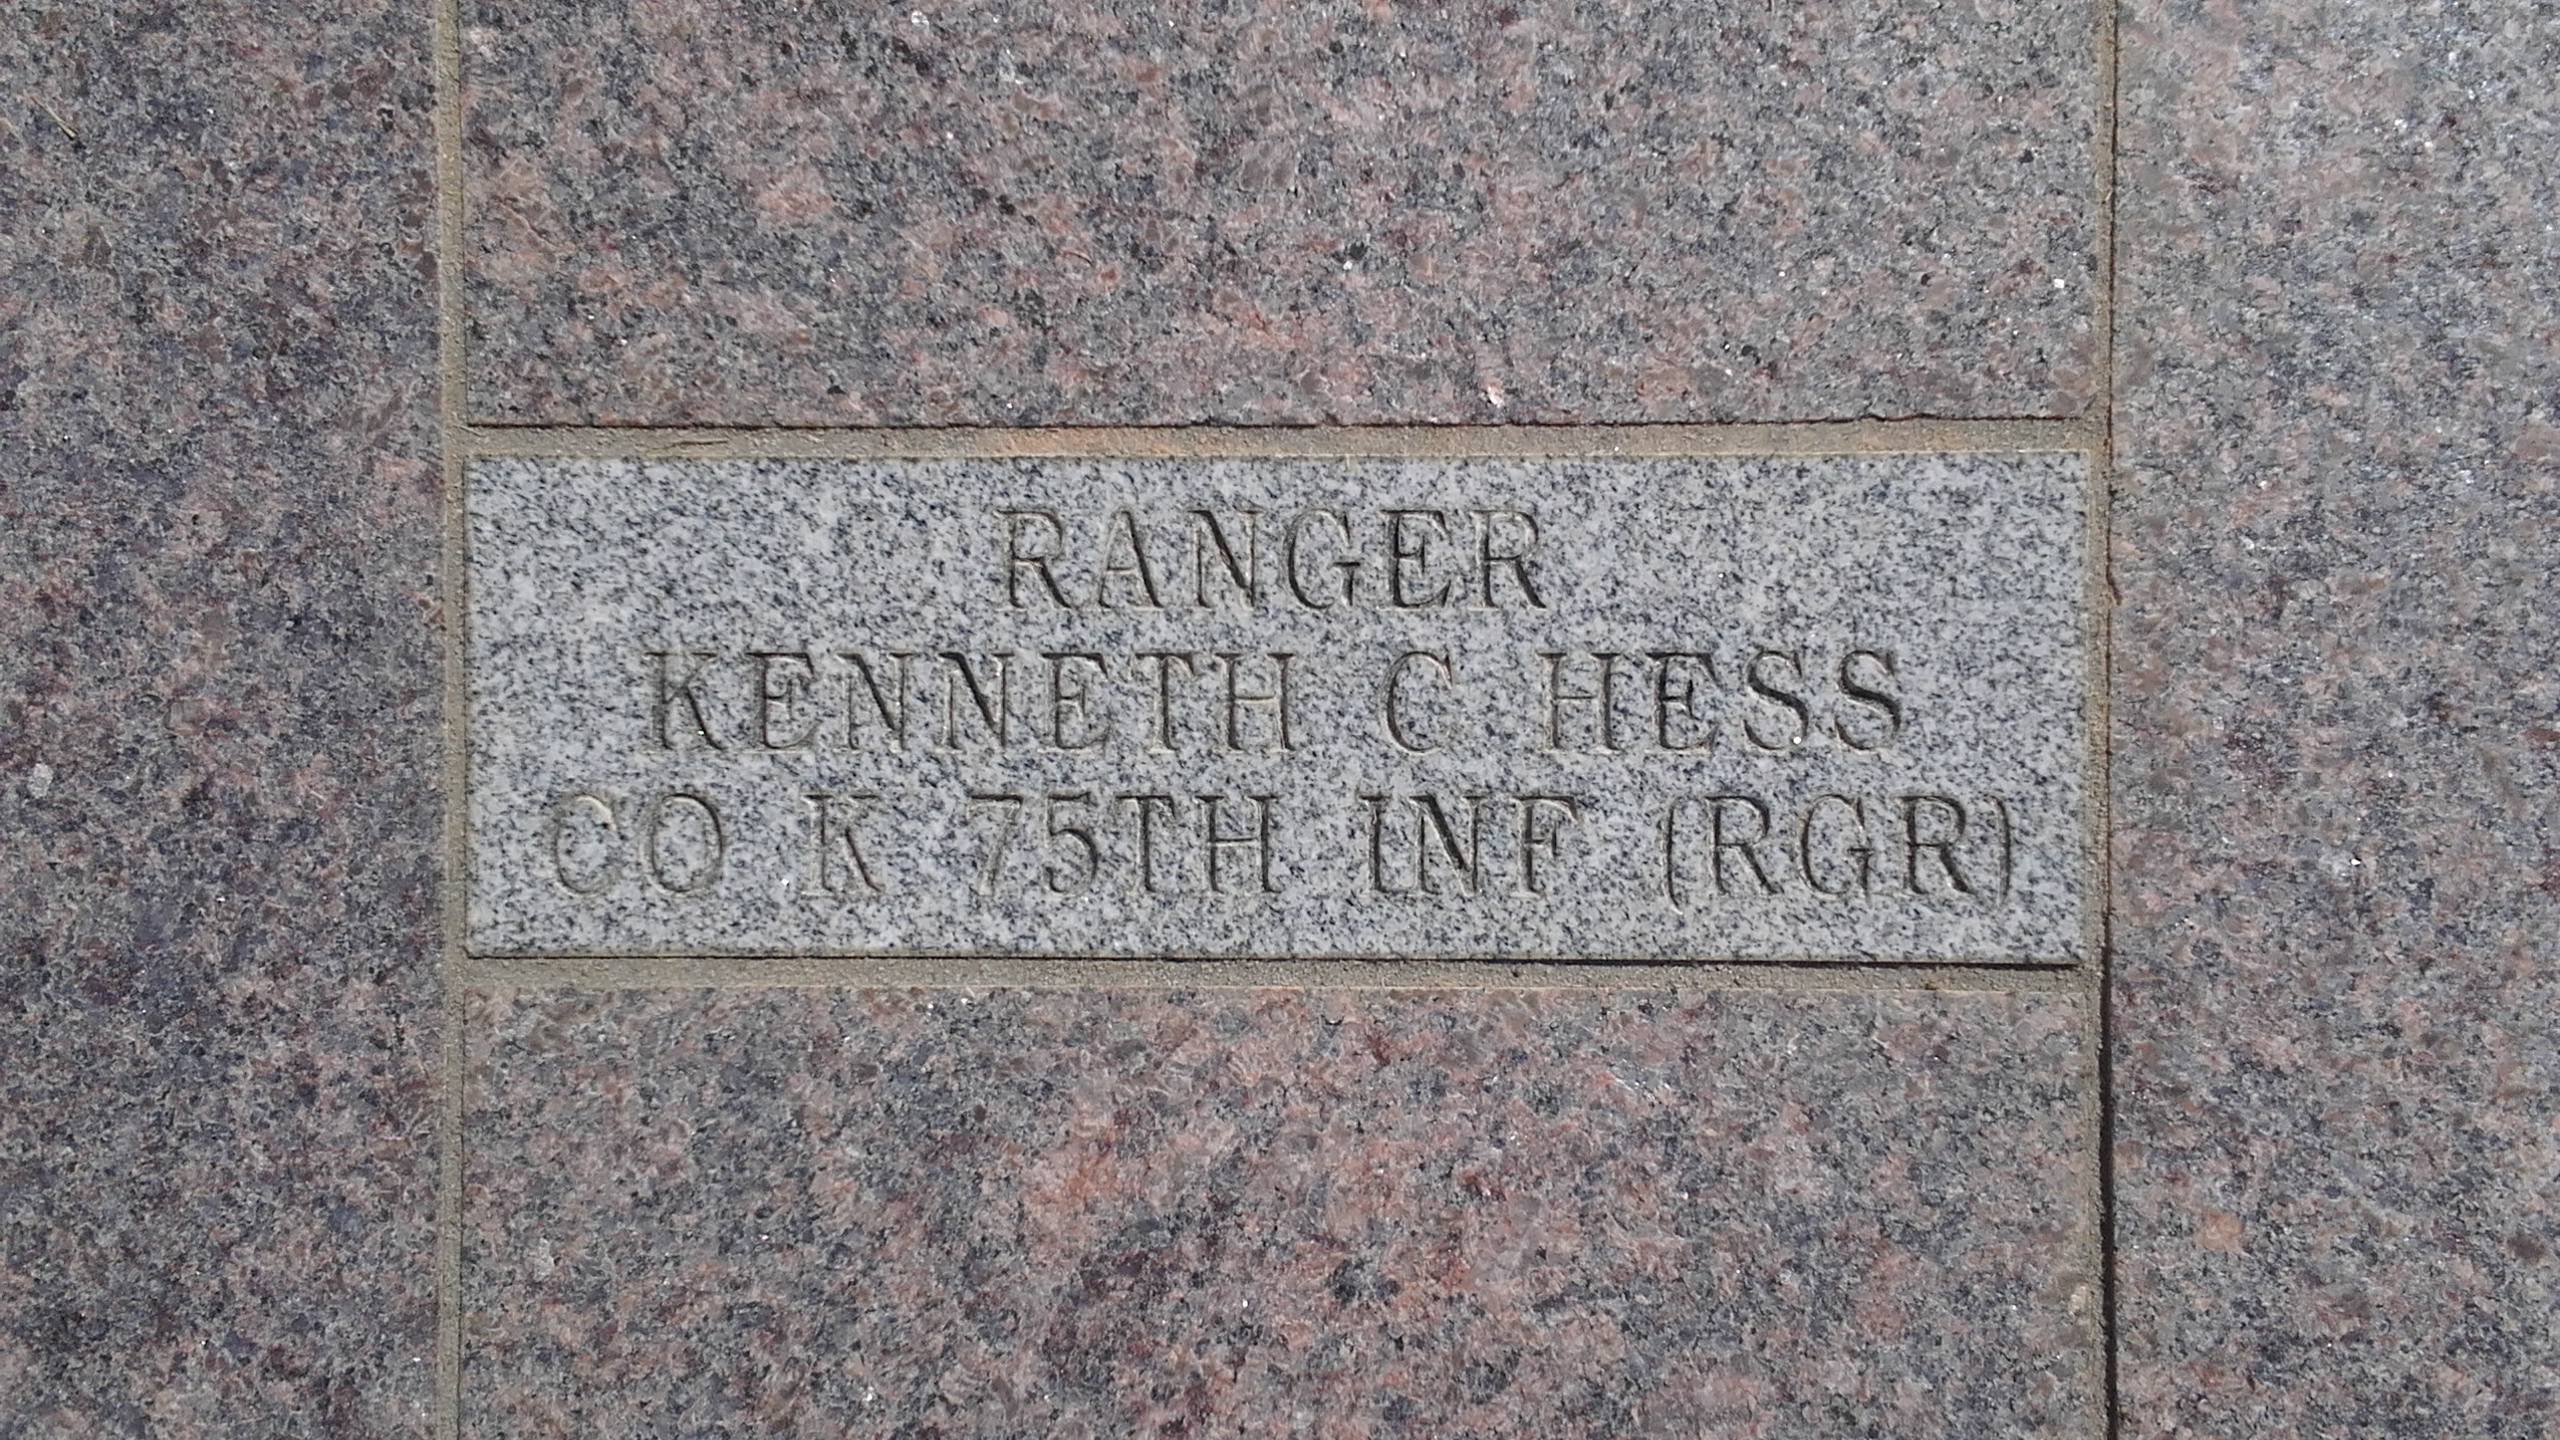 RANGER
KENNETH C HESS
CO K 75TH INF (RGR)